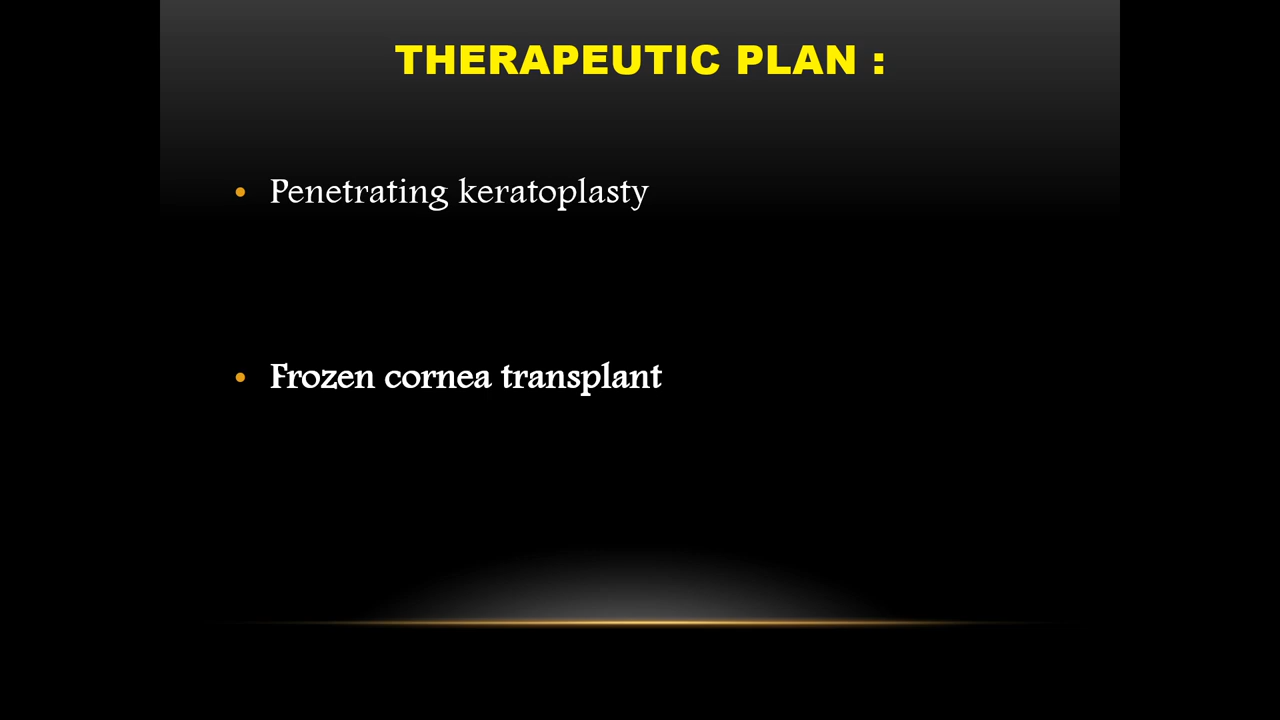 THERAPEUTIC PLAN :
• Penetrating keratoplasty
• Frozen cornea transplant